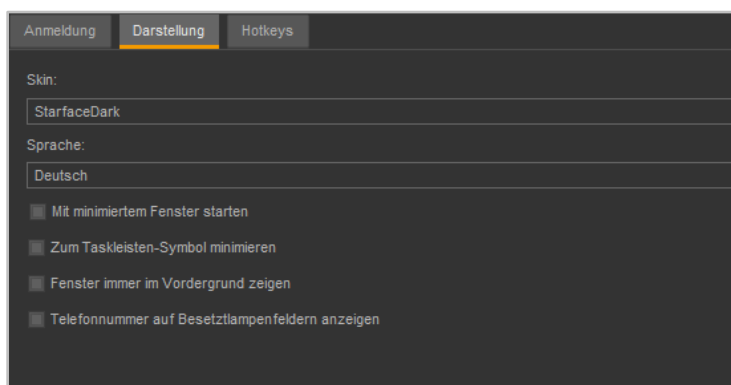 Anmeldung Darstellung Hotkeys
Skin:
StarfaceDark
Sprache:
Deutsch
Mit minimiertem Fenster starten
Zum Taskleisten-Symbol minimieren
Fenster immer im Vordergrund zeigen
Telefonnummer auf Besetztlampenfeldern anzeigen